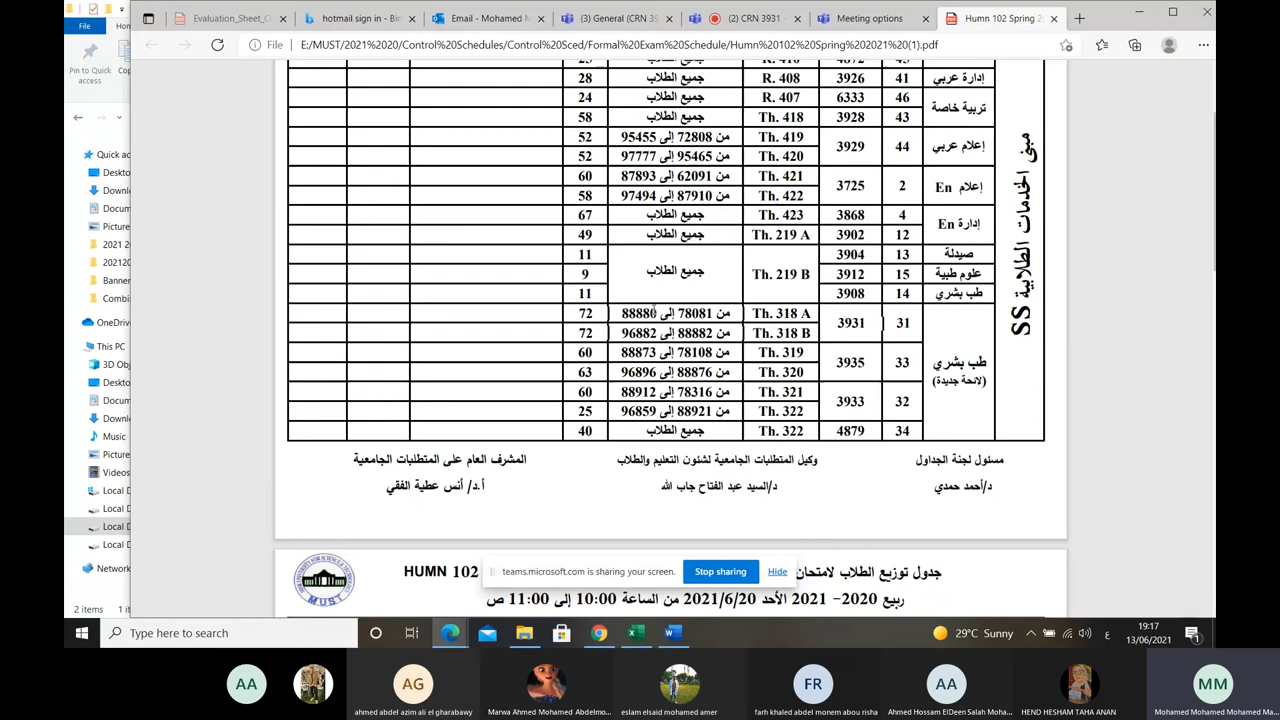 File
Pin to Quick access
Evaluation_Sheet_C
hotmail sign in - Bin
Email - Mohamed M
(3) General (CRN 39
(2) CRN 3931
Meeting options
Humn 102 Spring 2
File
E:/MUST/2021%2020/Control%20Schedules/Control%20Sced/Formal%20Exam%20Schedule/Humn%20102%20Spring%202021%20(1).pdf
Quick acce
Desktc
Downlc
Docum
Picture
2021 2
202120
Banner
Combi
OneDriv
This PC
3D Obj
Desktc
Docum
Downlc
Music
Picture
Videos
Local D
Local D
Local D
Local D
Network
2 items
مبنى الخدمات الطلابية SS
إدارة عربي 41 3926 R. 408 جميع الطلاب 28
تربية خاصة 46 6333 R. 407 جميع الطلاب 24
43 3928 Th. 418 جميع الطلاب 58
إعلام عربي 44 3929 Th. 419 من 72808 إلى 95455 52
Th. 420 من 95465 إلى 97777 52
إعلام En 2 3725 Th. 421 من 62091 إلى 87893 60
Th. 422 من 87910 إلى 97494 58
إدارة En 4 3868 Th. 423 جميع الطلاب 67
12 3902 Th. 219 A جميع الطلاب 49
صيدلة 13 3904 Th. 219 B جميع الطلاب 11
علوم طبية 15 3912 9
طب بشري 14 3908 11
طب بشري (لائحة جديدة) 31 3931 Th. 318 A من 78081 إلى 88880 72
Th. 318 B من 88882 إلى 96882 72
33 3935 Th. 319 من 78108 إلى 88873 60
Th. 320 من 88876 إلى 96896 63
32 3933 Th. 321 من 78316 إلى 88912 60
Th. 322 من 88921 إلى 96859 25
34 4879 Th. 322 جميع الطلاب 40
مسئول لجنة الجداول وكيل المتطلبات الجامعية لشئون التعليم والطلاب المشرف العام على المتطلبات الجامعية
د/أحمد حمدي د/السيد عبد الفتاح جاب الله أ.د/ أنس عطية الفقي
MUST
جدول توزيع الطلاب لامتحان HUMN 102
teams.microsoft.com is sharing your screen.
Stop sharing
Hide
ربيع 2020- 2021 الأحد 2021/6/20 من الساعة 10:00 إلى 11:00 ص
Type here to search
29°C Sunny
ع
19:17
13/06/2021
AA
AG
FR
AA
MM
ahmed abdel azim ali el gharabawy
Marwa Ahmed Mohamed Abdelmo...
eslam elsaid mohamed amer
farh khaled abdel monem abou risha
Ahmed Hossam ElDeen Salah Moha...
HEND HESHAM TAHA ANAN
Mohamed Mohamed Mohamed Ma...